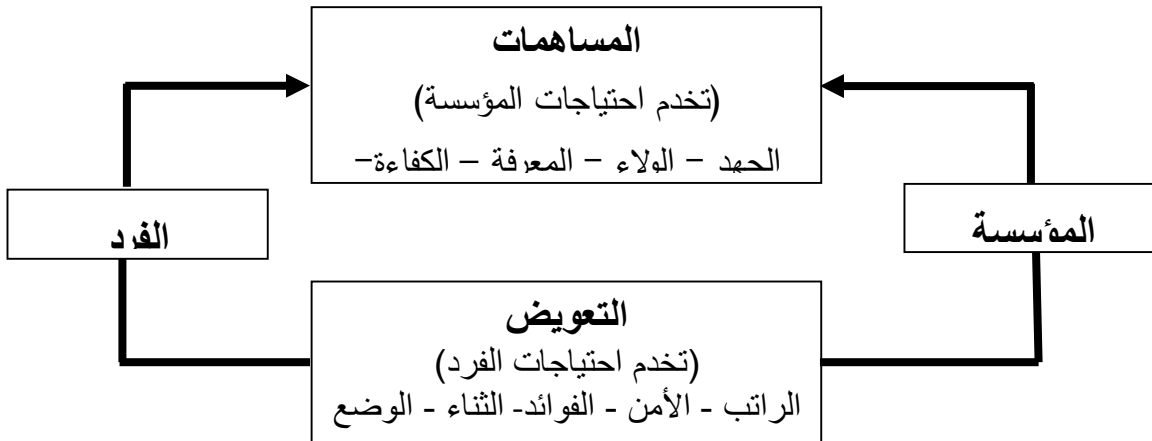 المساهمات
(تخدم احتياجات المؤسسة)
الجهد – الولاء – المعرفة – الكفاءة-
الفرد
المؤسسة
التعويض
(تخدم احتياجات الفرد)
الراتب - الأمن - الفوائد- الثناء - الوضع